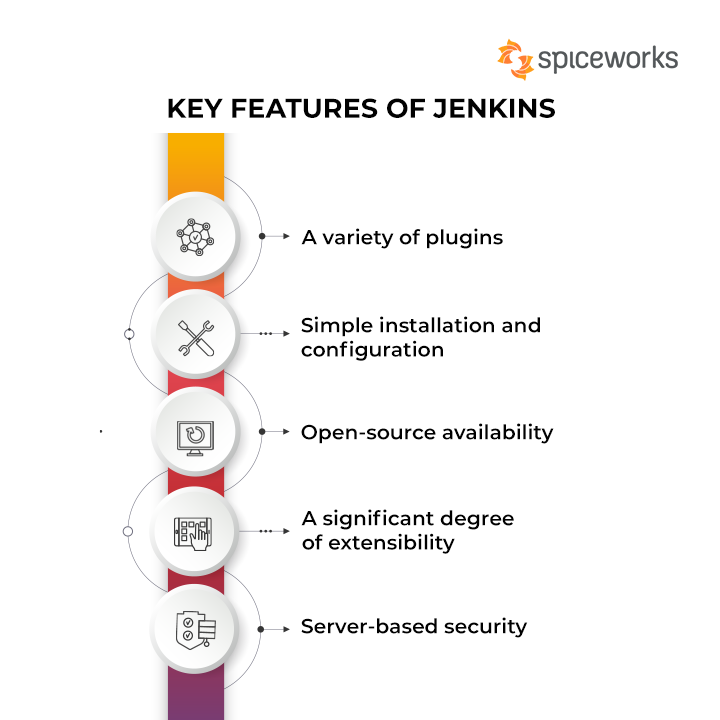 spiceworks
KEY FEATURES OF JENKINS
A variety of plugins
Simple installation and
configuration
Open-source availability
A significant degree
of extensibility
Server-based security